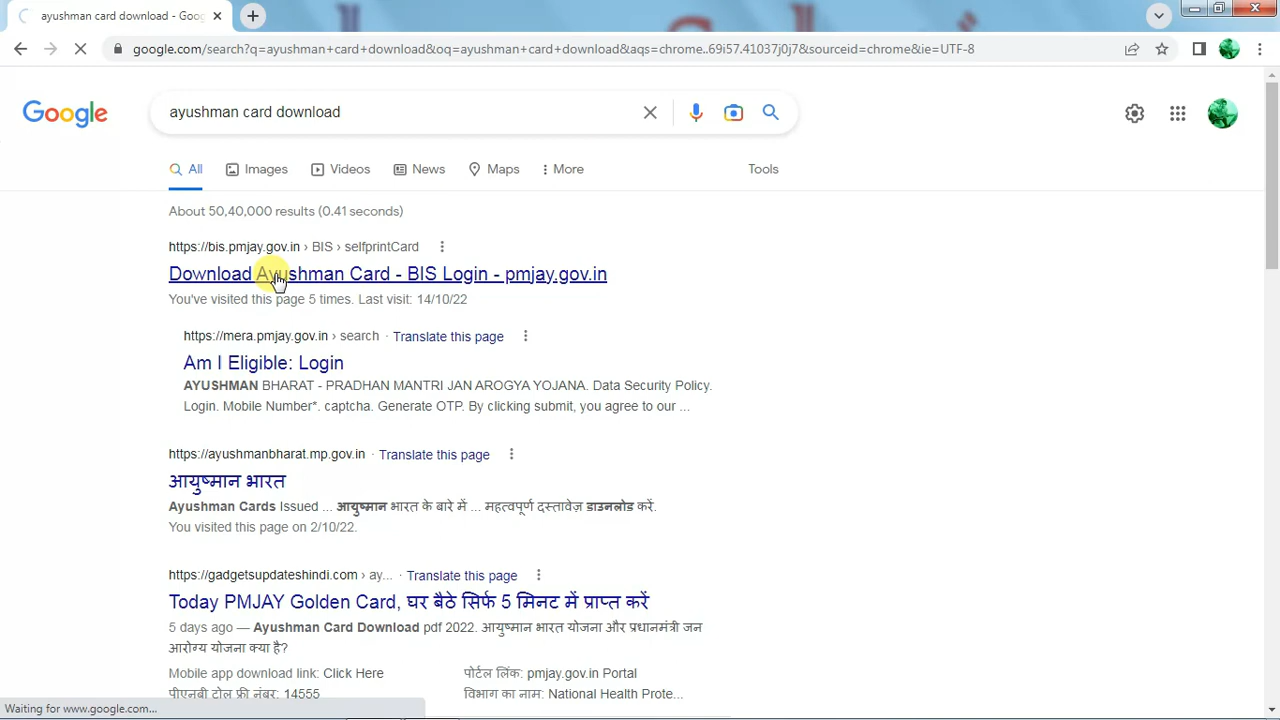 ayushman card download - Goo
google.com/search?q=ayushman+card+download&oq=ayushman+card+download&aqs=chrome..69i57.41037j0j7&sourceid=chrome&ie=UTF-8
Google
ayushman card download
All Images Videos News Maps More Tools
About 50,40,000 results (0.41 seconds)
https://bis.pmjay.gov.in › BIS › selfprintCard
Download Ayushman Card - BIS Login - pmjay.gov.in
You've visited this page 5 times. Last visit: 14/10/22
https://mera.pmjay.gov.in › search · Translate this page
Am I Eligible: Login
AYUSHMAN BHARAT - PRADHAN MANTRI JAN AROGYA YOJANA. Data Security Policy.
Login. Mobile Number*. captcha. Generate OTP. By clicking submit, you agree to our ...
https://ayushmanbharat.mp.gov.in · Translate this page
आयुष्मान भारत
Ayushman Cards Issued ... आयुष्मान भारत के बारे में ... महत्वपूर्ण दस्तावेज़ डाउनलोड करें.
You visited this page on 2/10/22.
https://gadgetsupdateshindi.com › ay... · Translate this page
Today PMJAY Golden Card, घर बैठे सिर्फ 5 मिनट में प्राप्त करें
5 days ago — Ayushman Card Download pdf 2022. आयुष्मान भारत योजना और प्रधानमंत्री जन
आरोग्य योजना क्या है?
Mobile app download link: Click Here पोर्टल लिंक: pmjay.gov.in Portal
पीएनबी टोल फ्री नंबर: 14555 विभाग का नाम: National Health Prote...
Waiting for www.google.com...